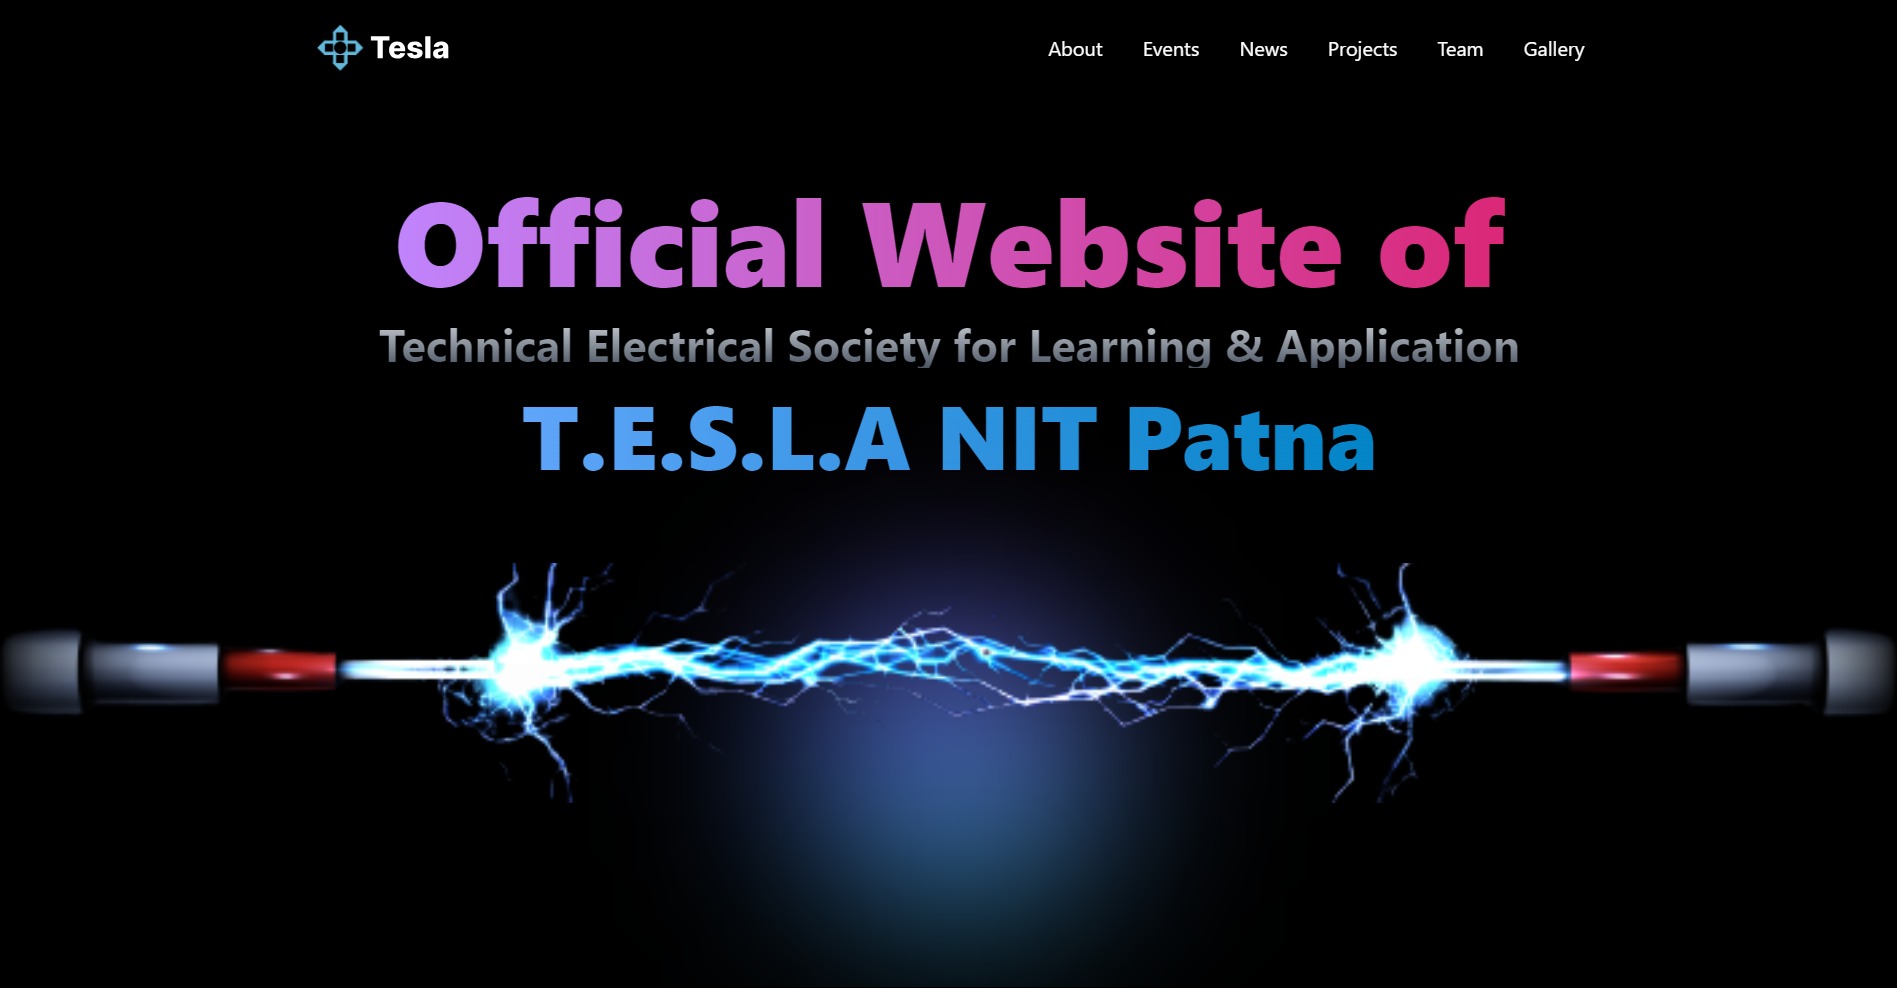 Tesla
About Events News Projects Team Gallery
Official Website of
Technical Electrical Society for Learning & Application
T.E.S.L.A NIT Patna